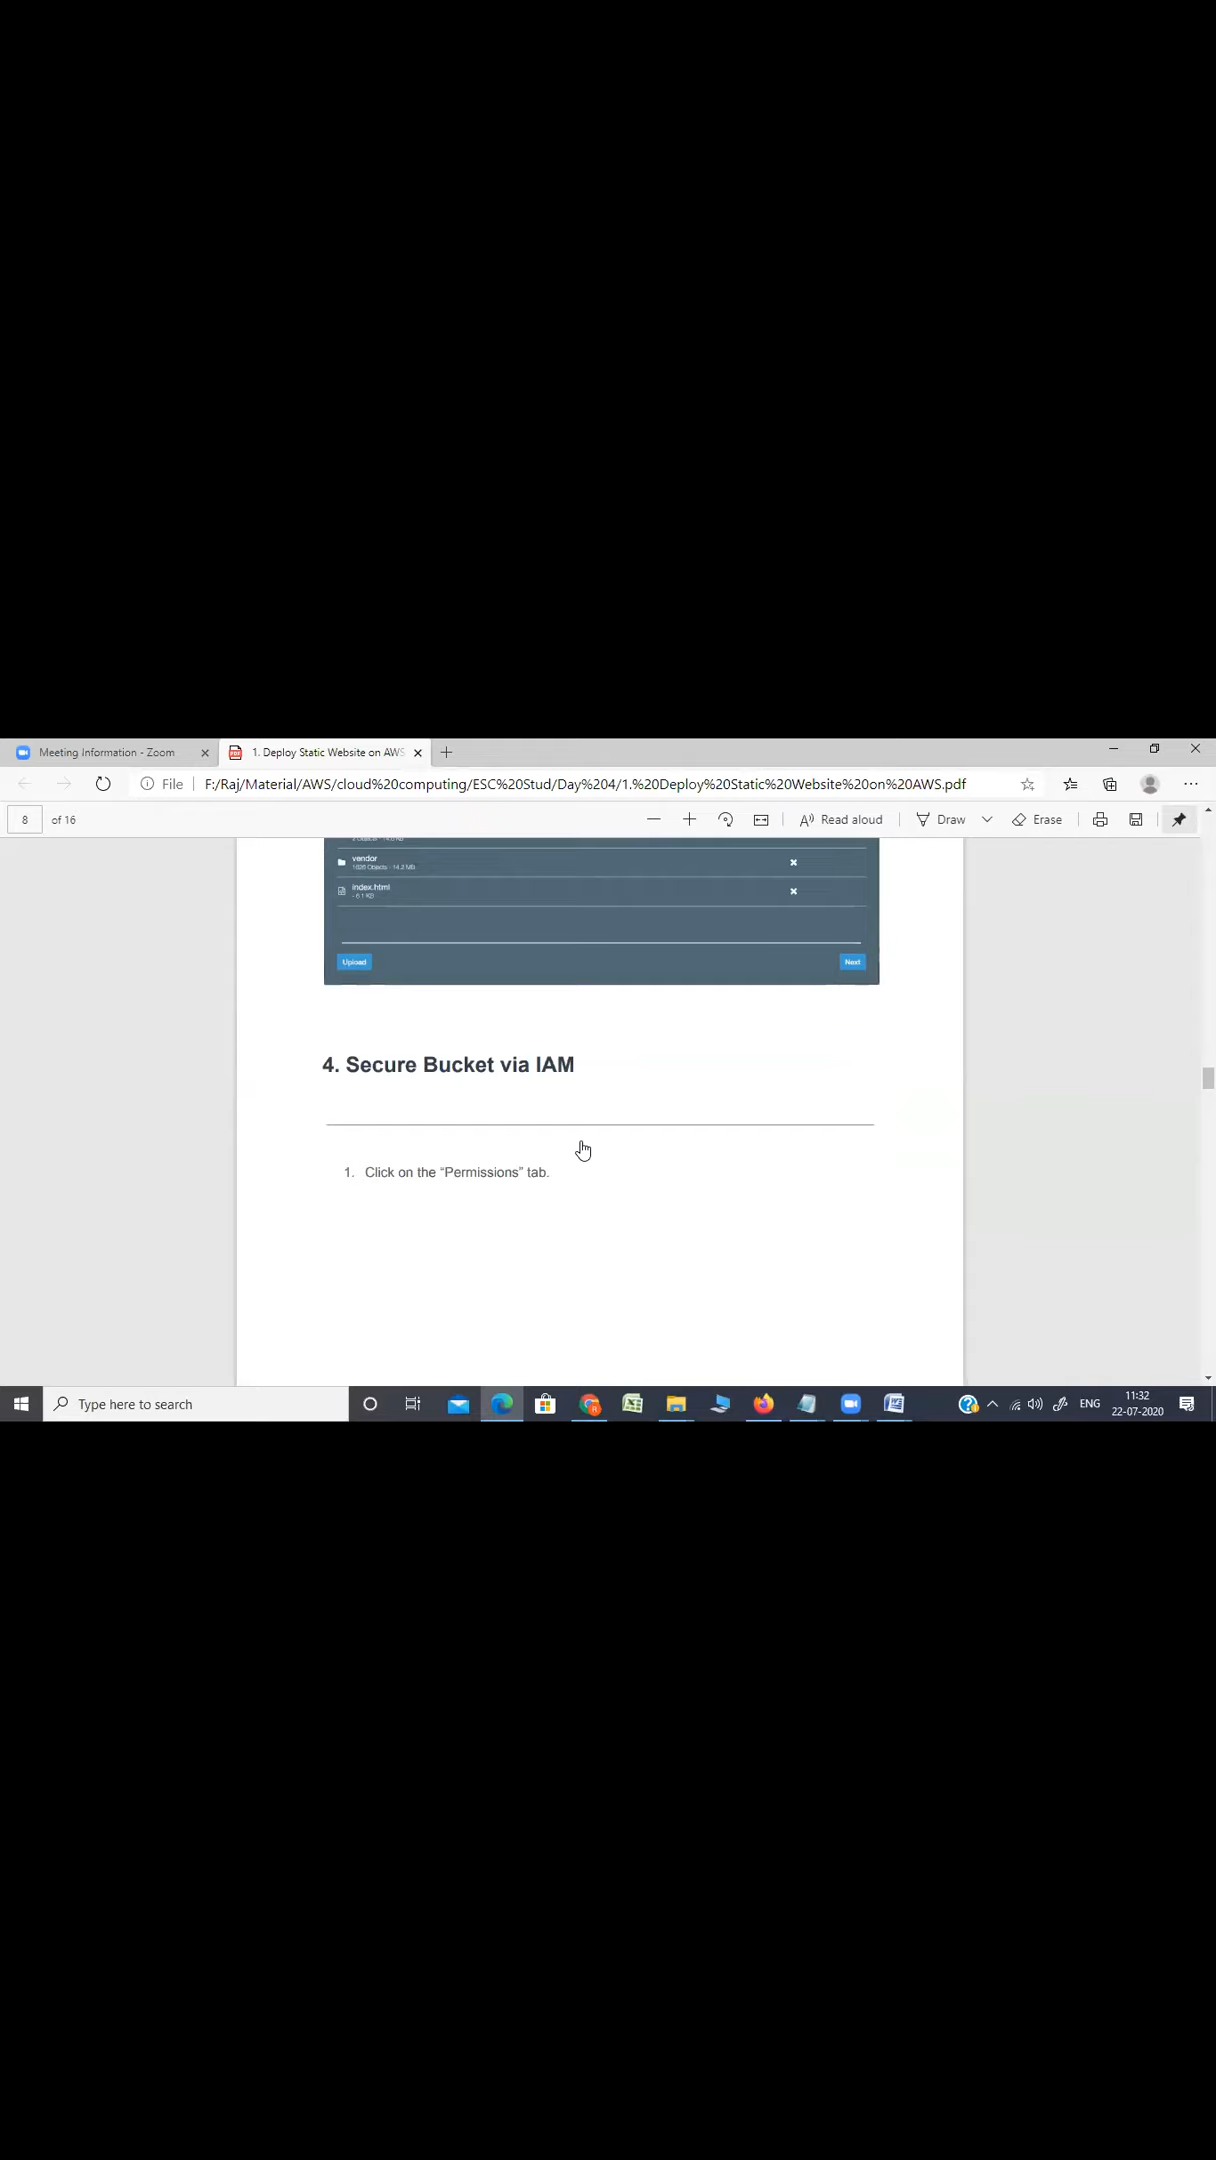 Meeting Information - Zoom
1. Deploy Static Website on AWS
File
F:/Raj/Material/AWS/cloud%20computing/ESC%20Stud/Day%204/1.%20Deploy%20Static%20Website%20on%20AWS.pdf
8 of 16
Read aloud
Draw
Erase
vendor
index.html
Upload
Next
4. Secure Bucket via IAM
1. Click on the “Permissions” tab.
Type here to search
ENG
11:32
22-07-2020